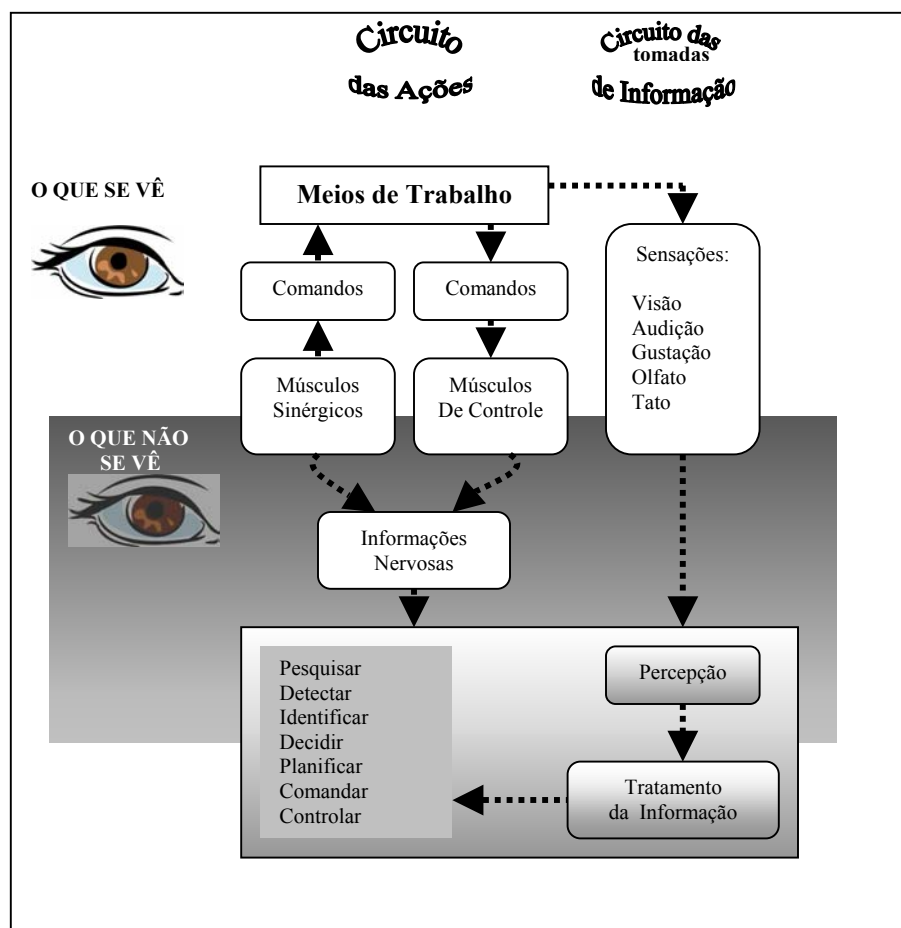 Circuito
das Ações
Circuito das
tomadas
de Informação
O QUE SE VÊ
Meios de Trabalho
Comandos
Comandos
Sensações:
Visão
Audição
Gustação
Olfato
Tato
Músculos
Sinérgicos
Músculos
De Controle
O QUE NÃO
SE VÊ
Informações
Nervosas
Pesquisar
Detectar
Identificar
Decidir
Planificar
Comandar
Controlar
Percepção
Tratamento
da Informação